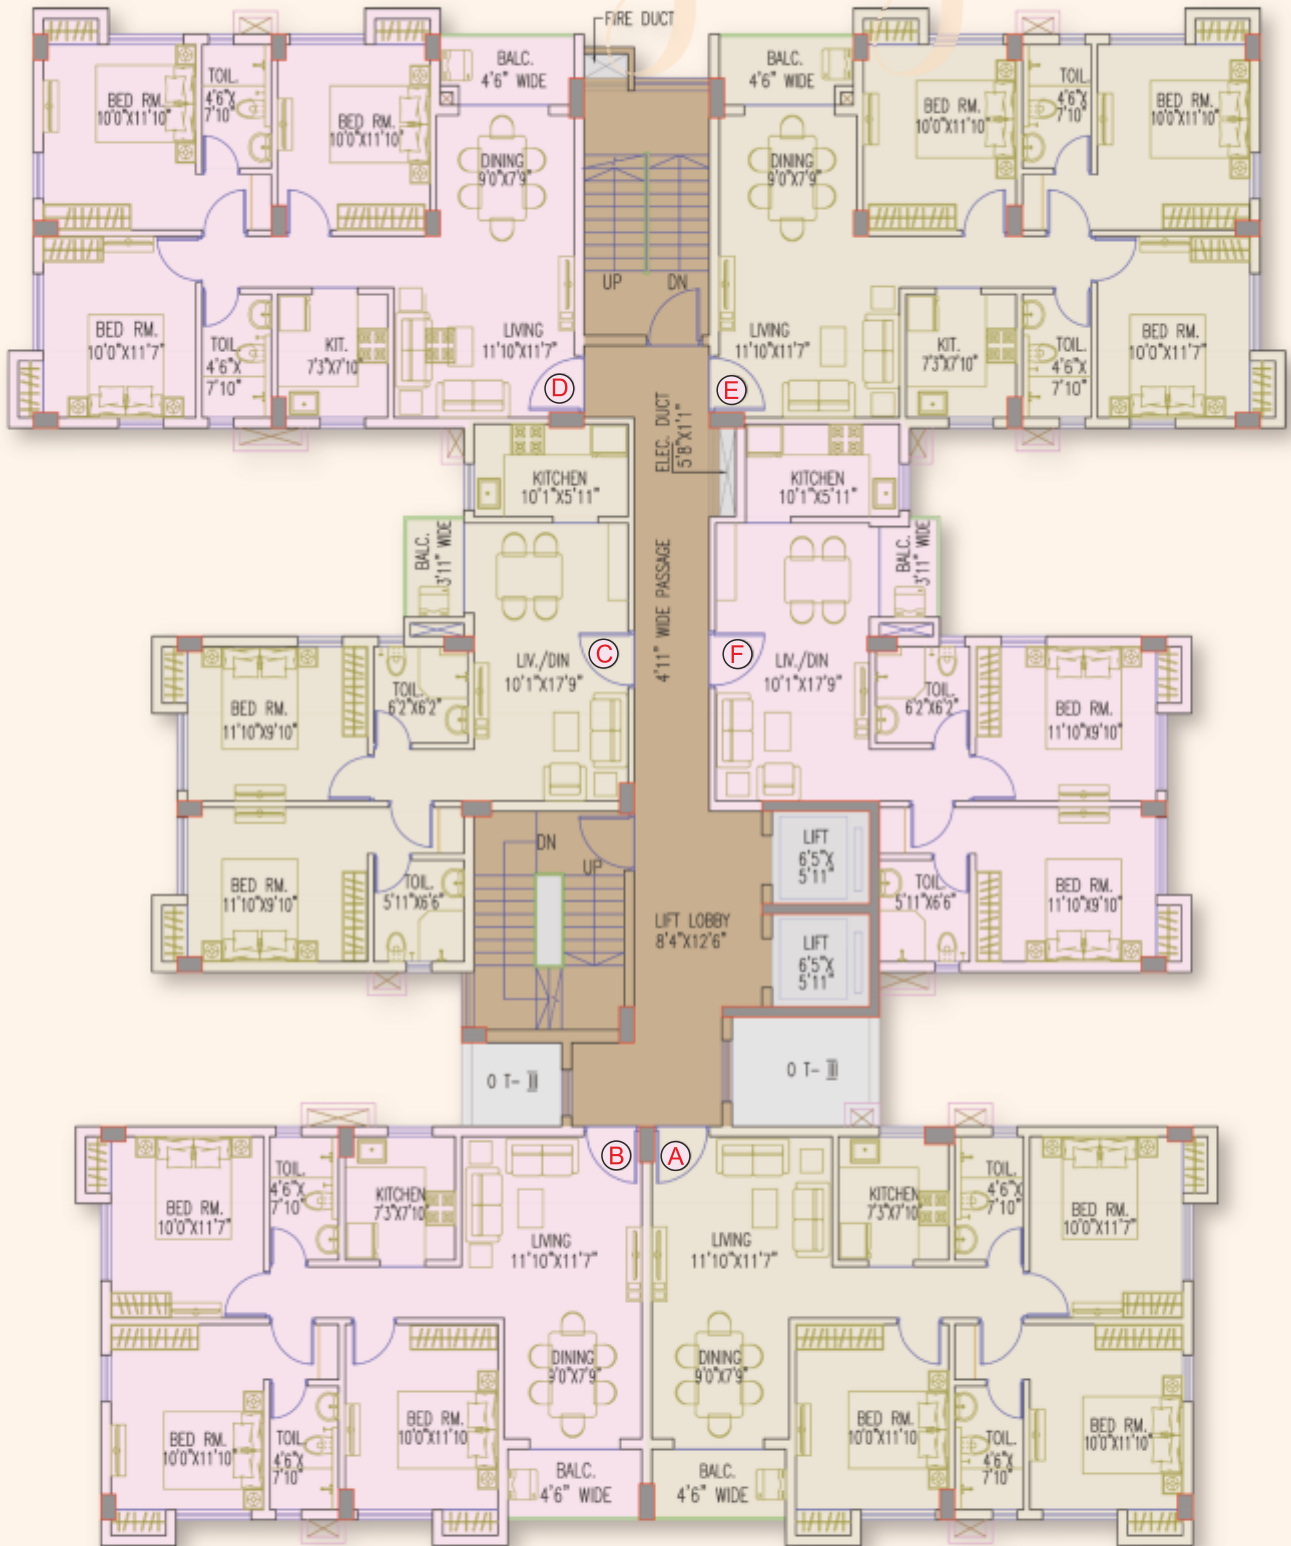 FIRE DUCT
BALC.
4'6" WIDE
BALC.
4'6" WIDE
BED RM.
10'0"X11'10"
TOIL.
4'6"X
7'10"
BED RM.
10'0"X11'10"
DINING
9'0"X7'9"
DINING
9'0"X7'9"
BED RM.
10'0"X11'10"
TOIL.
4'6"X
7'10"
BED RM.
10'0"X11'10"
UP
DN
BED RM.
10'0"X11'7"
TOIL.
4'6"X
7'10"
KIT.
7'3"X7'10"
LIVING
11'10"X11'7"
LIVING
11'10"X11'7"
KIT.
7'3"X7'10"
TOIL.
4'6"X
7'10"
BED RM.
10'0"X11'7"
D
E
ELEC. DUCT
5'8"X1'1"
KITCHEN
10'1"X5'11"
KITCHEN
10'1"X5'11"
BALC.
3'11" WIDE
4'11" WIDE PASSAGE
BALC.
3'11" WIDE
C
F
LIV./DIN
10'1"X17'9"
LIV./DIN
10'1"X17'9"
BED RM.
11'10"X9'10"
TOIL.
6'2"X6'2"
TOIL.
6'2"X6'2"
BED RM.
11'10"X9'10"
DN
UP
LIFT
6'5"X
5'11"
BED RM.
11'10"X9'10"
TOIL.
5'11"X6'6"
TOIL.
5'11"X6'6"
BED RM.
11'10"X9'10"
LIFT LOBBY
8'4"X12'6"
LIFT
6'5"X
5'11"
O T- III
O T- III
B
A
BED RM.
10'0"X11'7"
TOIL.
4'6"X
7'10"
KITCHEN
7'3"X7'10"
LIVING
11'10"X11'7"
LIVING
11'10"X11'7"
KITCHEN
7'3"X7'10"
TOIL.
4'6"X
7'10"
BED RM.
10'0"X11'7"
DINING
9'0"X7'9"
DINING
9'0"X7'9"
BED RM.
10'0"X11'10"
TOIL.
4'6"X
7'10"
BED RM.
10'0"X11'10
BED RM.
10'0"X11'10
TOIL.
4'6"X
7'10"
BED RM.
10'0"X11'10"
BALC.
4'6" WIDE
BALC.
4'6" WIDE